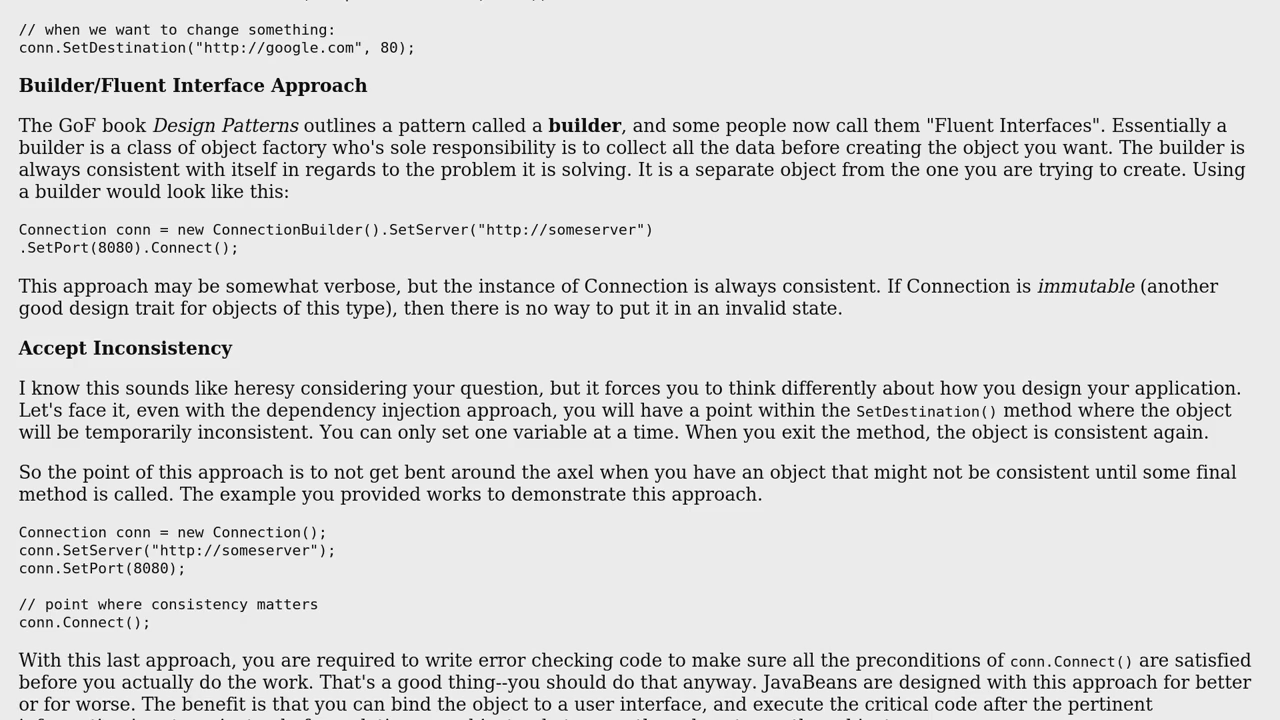 // when we want to change something:
conn.SetDestination("http://google.com", 80);
Builder/Fluent Interface Approach
The GoF book Design Patterns outlines a pattern called a builder, and some people now call them "Fluent Interfaces". Essentially a
builder is a class of object factory who's sole responsibility is to collect all the data before creating the object you want. The builder is
always consistent with itself in regards to the problem it is solving. It is a separate object from the one you are trying to create. Using
a builder would look like this:
Connection conn = new ConnectionBuilder().SetServer("http://someserver")
.SetPort(8080).Connect();
This approach may be somewhat verbose, but the instance of Connection is always consistent. If Connection is immutable (another
good design trait for objects of this type), then there is no way to put it in an invalid state.
Accept Inconsistency
I know this sounds like heresy considering your question, but it forces you to think differently about how you design your application.
Let's face it, even with the dependency injection approach, you will have a point within the SetDestination() method where the object
will be temporarily inconsistent. You can only set one variable at a time. When you exit the method, the object is consistent again.
So the point of this approach is to not get bent around the axel when you have an object that might not be consistent until some final
method is called. The example you provided works to demonstrate this approach.
Connection conn = new Connection();
conn.SetServer("http://someserver");
conn.SetPort(8080);
// point where consistency matters
conn.Connect();
With this last approach, you are required to write error checking code to make sure all the preconditions of conn.Connect() are satisfied
before you actually do the work. That's a good thing--you should do that anyway. JavaBeans are designed with this approach for better
or for worse. The benefit is that you can bind the object to a user interface, and execute the critical code after the pertinent